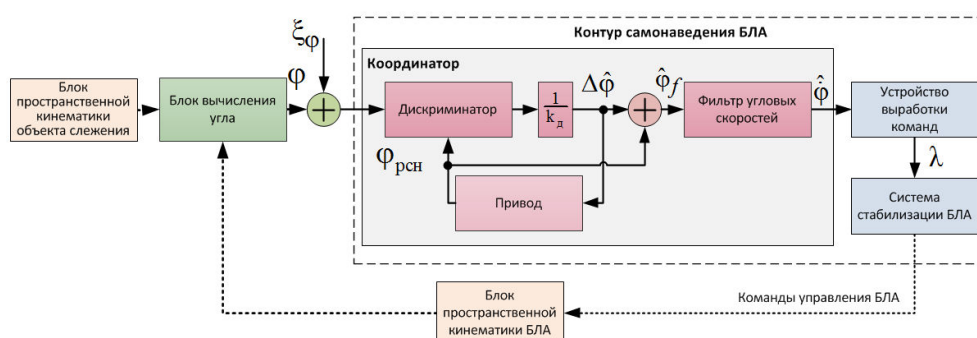 Контур самонаведения БЛА
ξφ
Координатор
Блок
пространственной
кинематики
объекта слежения
Блок вычисления
угла
φ
+
Дискриминатор
1
kд
Δφ̂
+
φ̂f
Фильтр угловых
скоростей
φ̂̇
Устройство
выработки
команд
φрсн
λ
Привод
Система
стабилизации БЛА
Блок
пространственной
кинематики БЛА
Команды управления БЛА